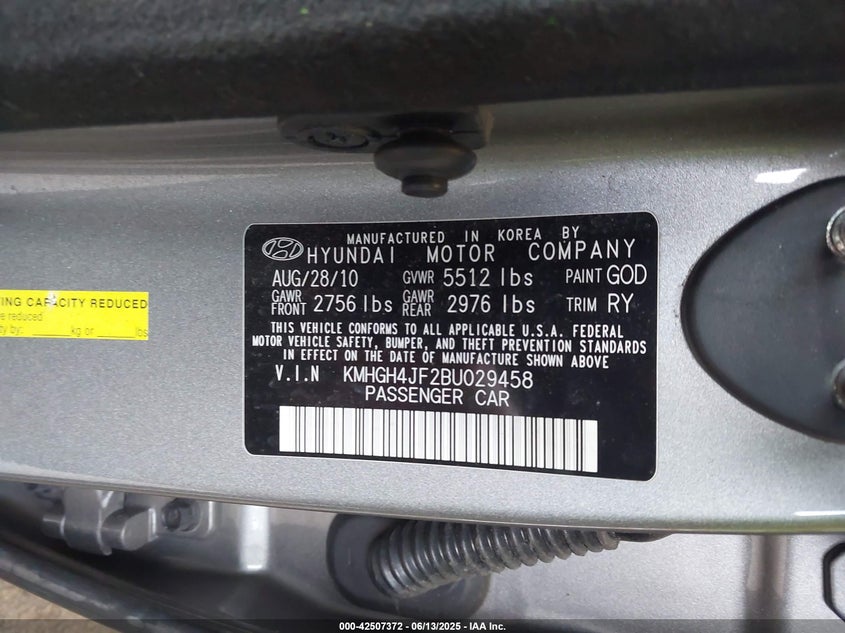 MANUFACTURED IN KOREA BY
HYUNDAI MOTOR COMPANY
AUG/28/10 GVWR 5512 lbs PAINT GOD
GAWR FRONT 2756 lbs GAWR REAR 2976 lbs TRIM RY
THIS VEHICLE CONFORMS TO ALL APPLICABLE U.S.A. FEDERAL
MOTOR VEHICLE SAFETY, BUMPER, AND THEFT PREVENTION STANDARDS
IN EFFECT ON THE DATE OF MANUFACTURE SHOWN ABOVE
V.I.N KMHGH4JF2BU029458
PASSENGER CAR
CAPACITY REDUCED
reduced
by: ____kg or ____lbs
000-42507372 - 06/13/2025 - IAA Inc.